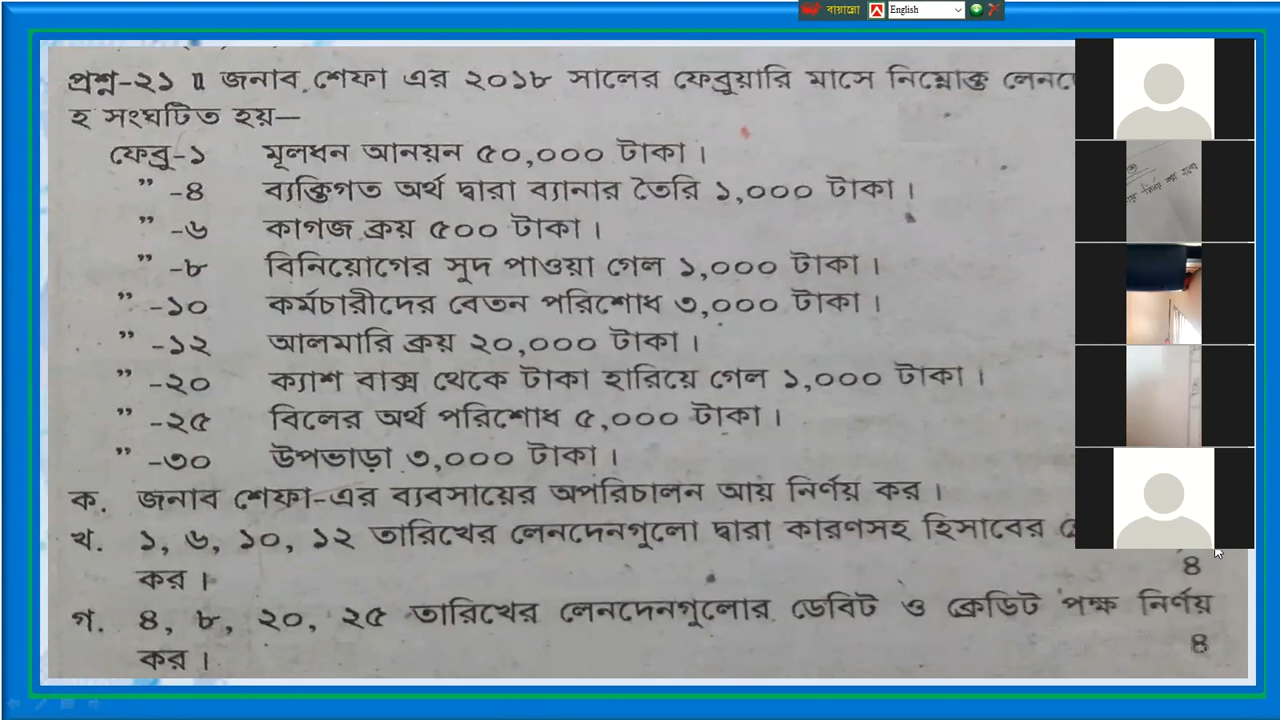 বায়ান্নো English
প্রশ্ন-২১ ॥ জনাব শেফা এর ২০১৮ সালের ফেব্রুয়ারি মাসে নিম্নোক্ত
হ সংঘটিত হয়—
ফেব্রু-১ মূলধন আনয়ন ৫০,০০০ টাকা।
” -৪ ব্যক্তিগত অর্থ দ্বারা ব্যানার তৈরি ১,০০০ টাকা।
” -৬ কাগজ ক্রয় ৫০০ টাকা।
” -৮ বিনিয়োগের সুদ পাওয়া গেল ১,০০০ টাকা।
” -১০ কর্মচারীদের বেতন পরিশোধ ৩,০০০ টাকা।
” -১২ আলমারি ক্রয় ২০,০০০ টাকা।
” -২০ ক্যাশ বাক্স থেকে টাকা হারিয়ে গেল ১,০০০ টাকা।
” -২৫ বিলের অর্থ পরিশোধ ৫,০০০ টাকা।
” -৩০ উপভাড়া ৩,০০০ টাকা।
ক. জনাব শেফা-এর ব্যবসায়ের অপরিচালন আয় নির্ণয় কর।
খ. ১, ৬, ১০, ১২ তারিখের লেনদেনগুলো দ্বারা কারণসহ হিসাবের
কর। ৪
গ. ৪, ৮, ২০, ২৫ তারিখের লেনদেনগুলোর ডেবিট ও ক্রেডিট পক্ষ নির্ণয়
কর। ৪